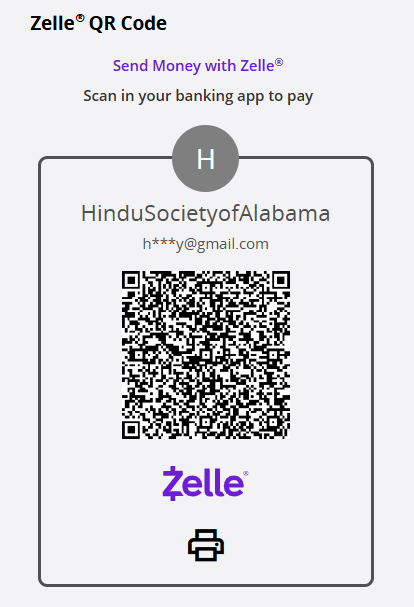 Zelle® QR Code
Send Money with Zelle®
Scan in your banking app to pay
H
HinduSocietyofAlabama
h***y@gmail.com
Zelle®